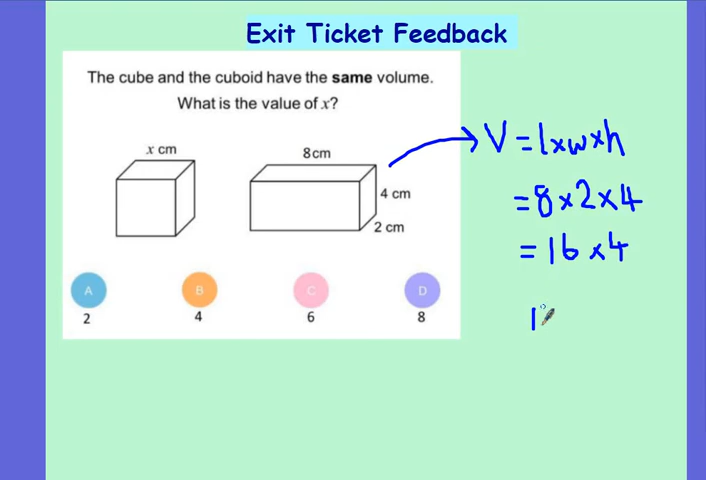 Exit Ticket Feedback
The cube and the cuboid have the same volume.
What is the value of x?
x cm
8cm
4 cm
2 cm
A
B
C
D
2
4
6
8
V = l×w×h
= 8×2×4
= 16×4